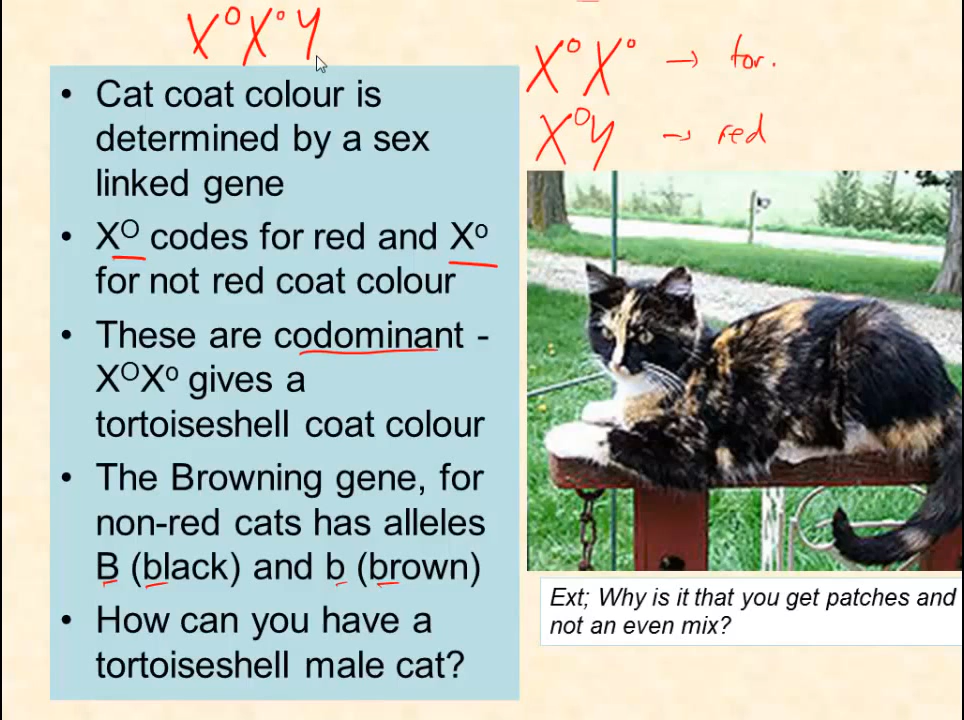 XᴼXᵒY
XᴼXᵒ → tor.
XᴼY → red
• Cat coat colour is
determined by a sex
linked gene
• Xᴼ codes for red and Xᵒ
for not red coat colour
• These are codominant -
XᴼXᵒ gives a
tortoiseshell coat colour
• The Browning gene, for
non-red cats has alleles
B (black) and b (brown)
• How can you have a
tortoiseshell male cat?
Ext; Why is it that you get patches and
not an even mix?